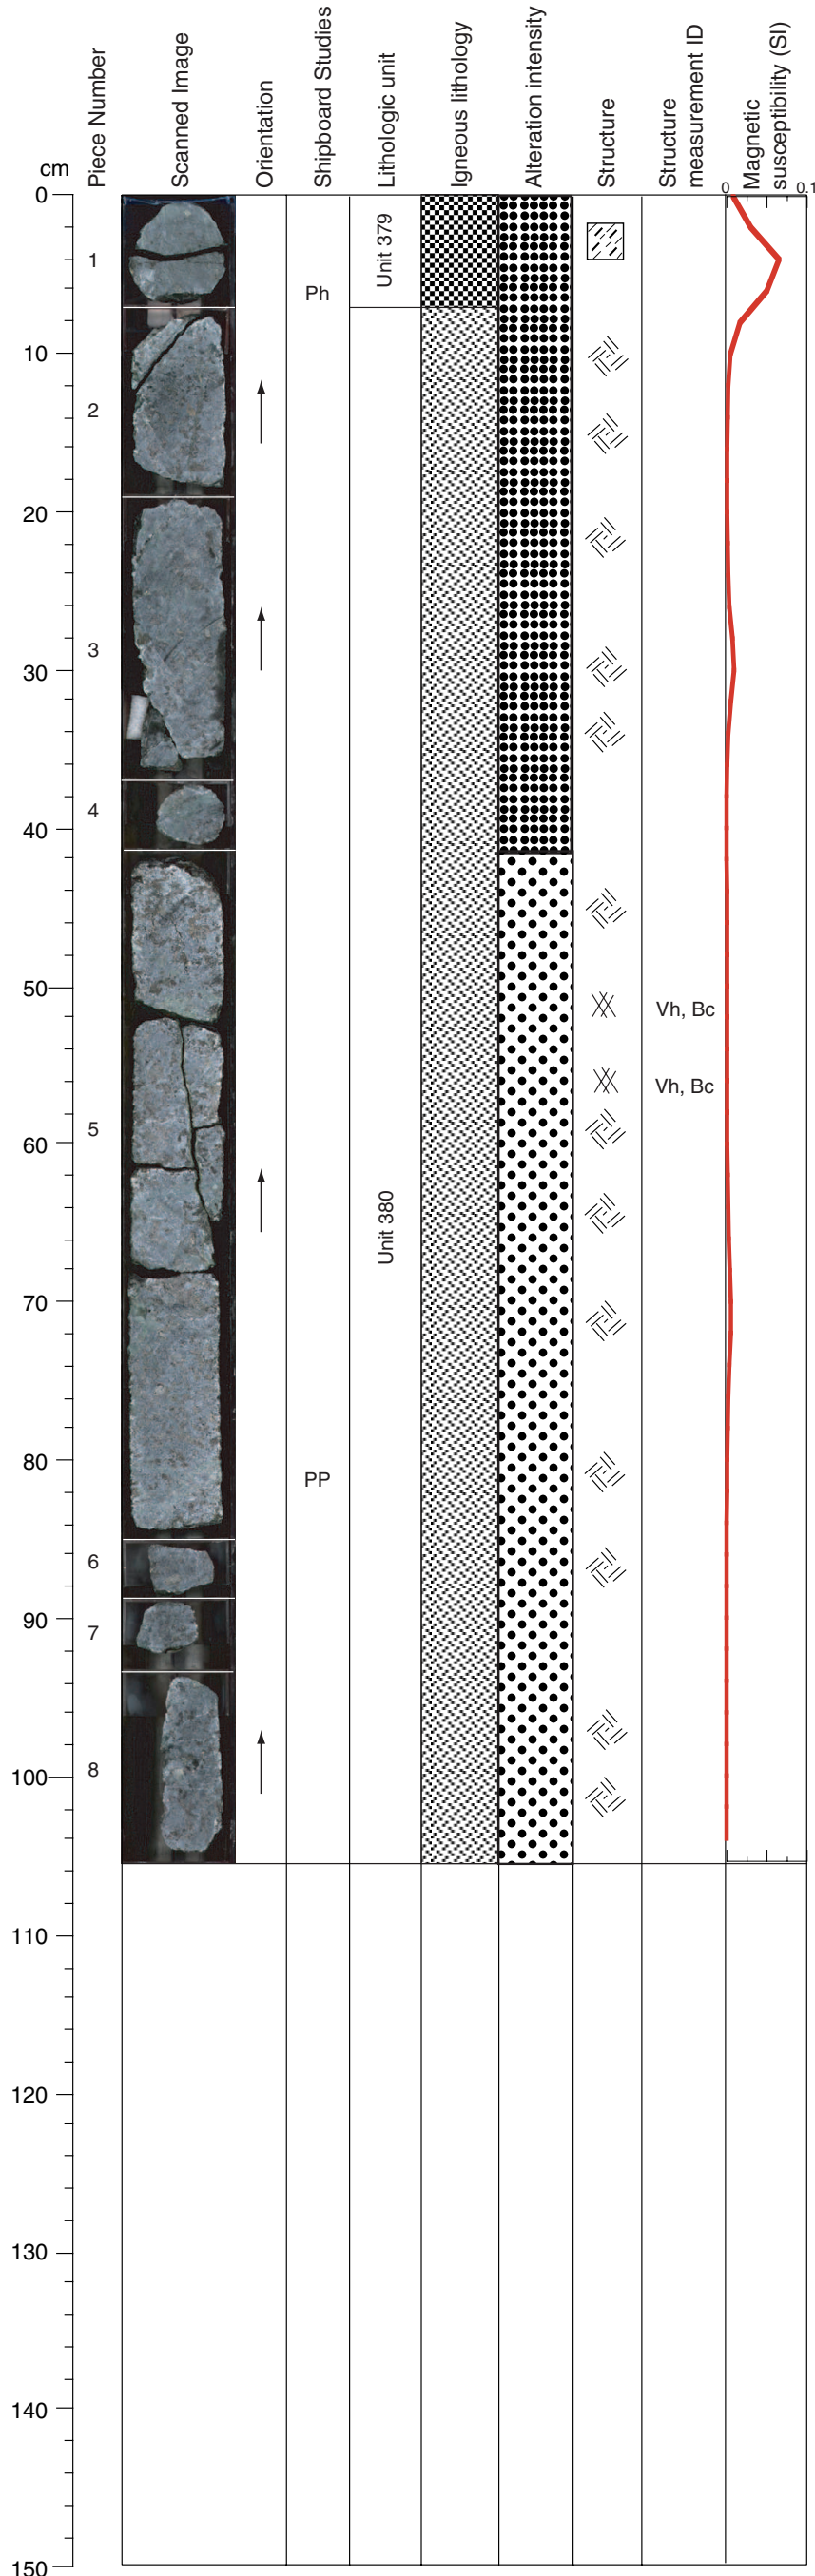 cm
Piece Number
Scanned Image
Orientation
Shipboard Studies
Lithologic unit
Igneous lithology
Alteration intensity
Structure
Structure
measurement ID
Magnetic
susceptibility (SI)
0 0.1
0
1
Unit 379
Ph
10
2
20
3
30
4
40
50
Vh, Bc
Vh, Bc
5
60
Unit 380
70
80
PP
6
90
7
8
100
110
120
130
140
150